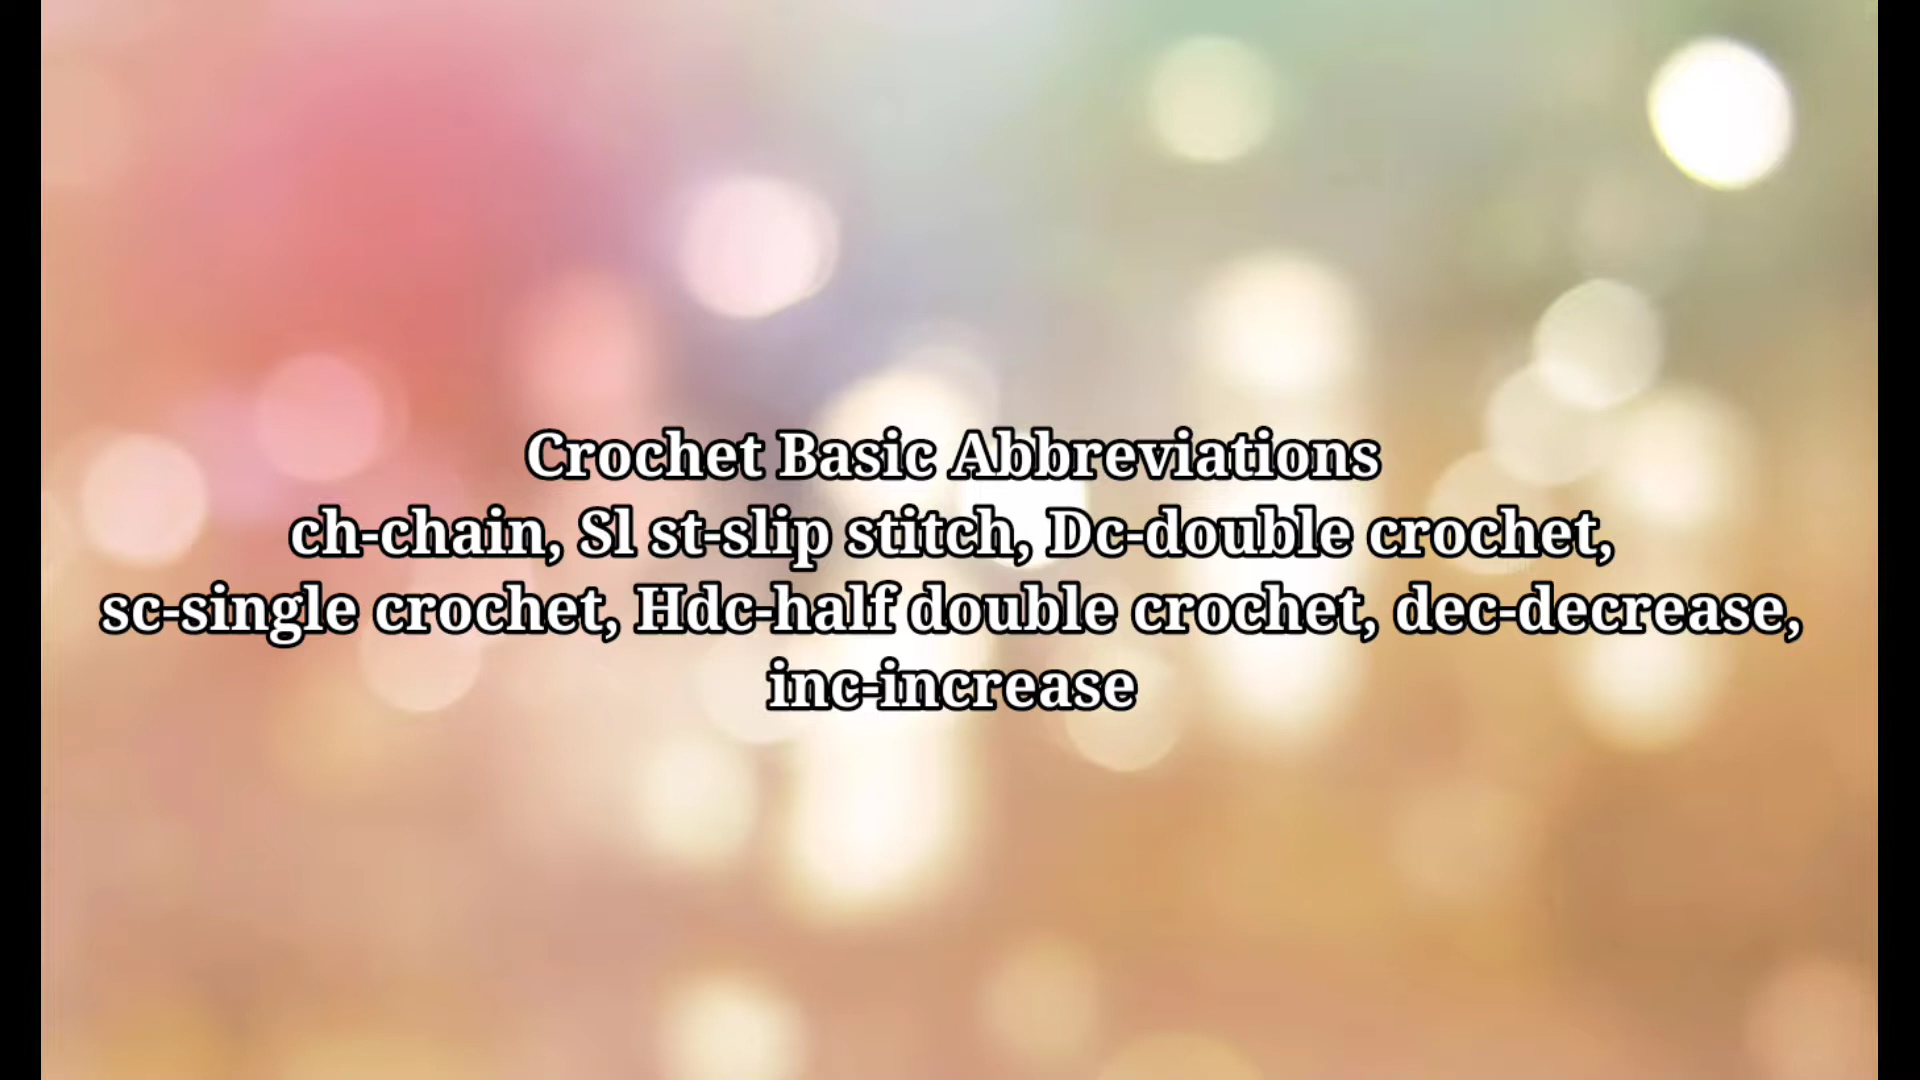 Crochet Basic Abbreviations
ch-chain, Sl st-slip stitch, Dc-double crochet,
sc-single crochet, Hdc-half double crochet, dec-decrease,
inc-increase